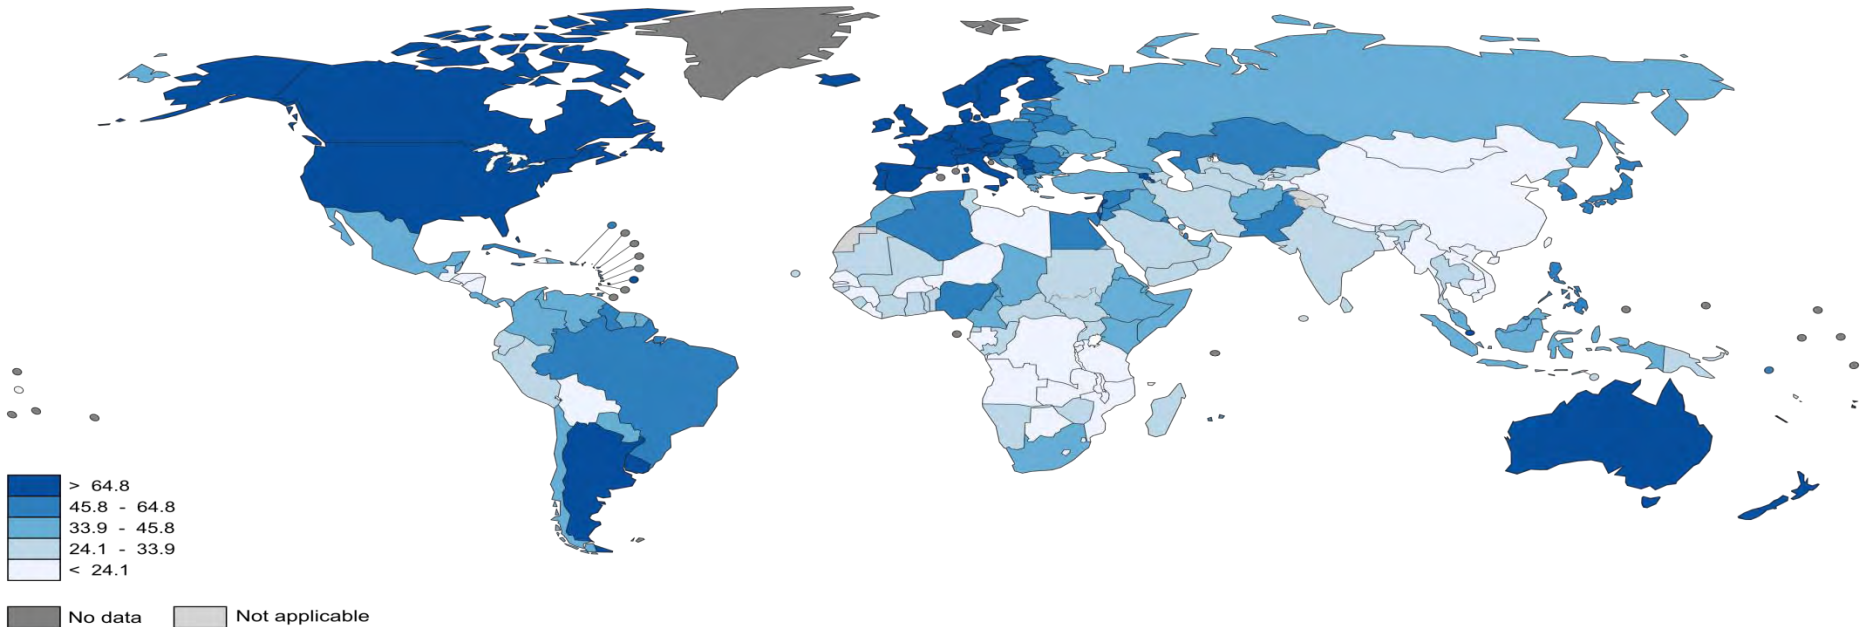 > 64.8
45.8 - 64.8
33.9 - 45.8
24.1 - 33.9
< 24.1
No data
Not applicable